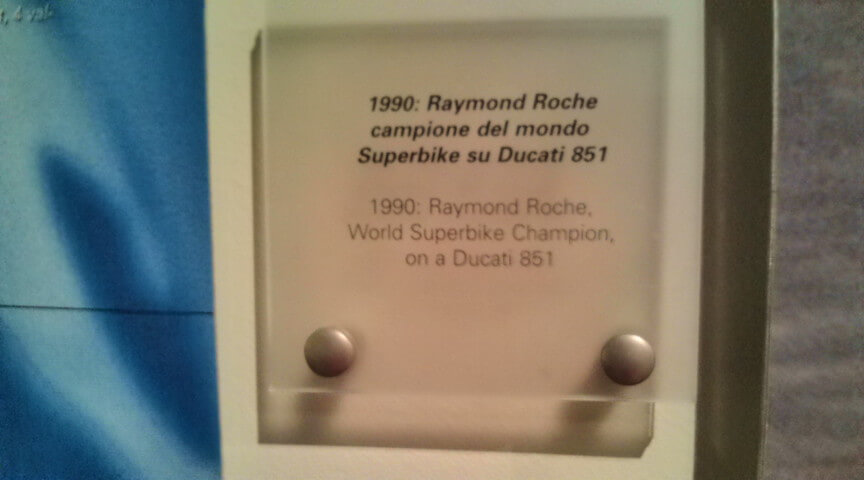 1990: Raymond Roche
campione del mondo
Superbike su Ducati 851
1990: Raymond Roche,
World Superbike Champion,
on a Ducati 851